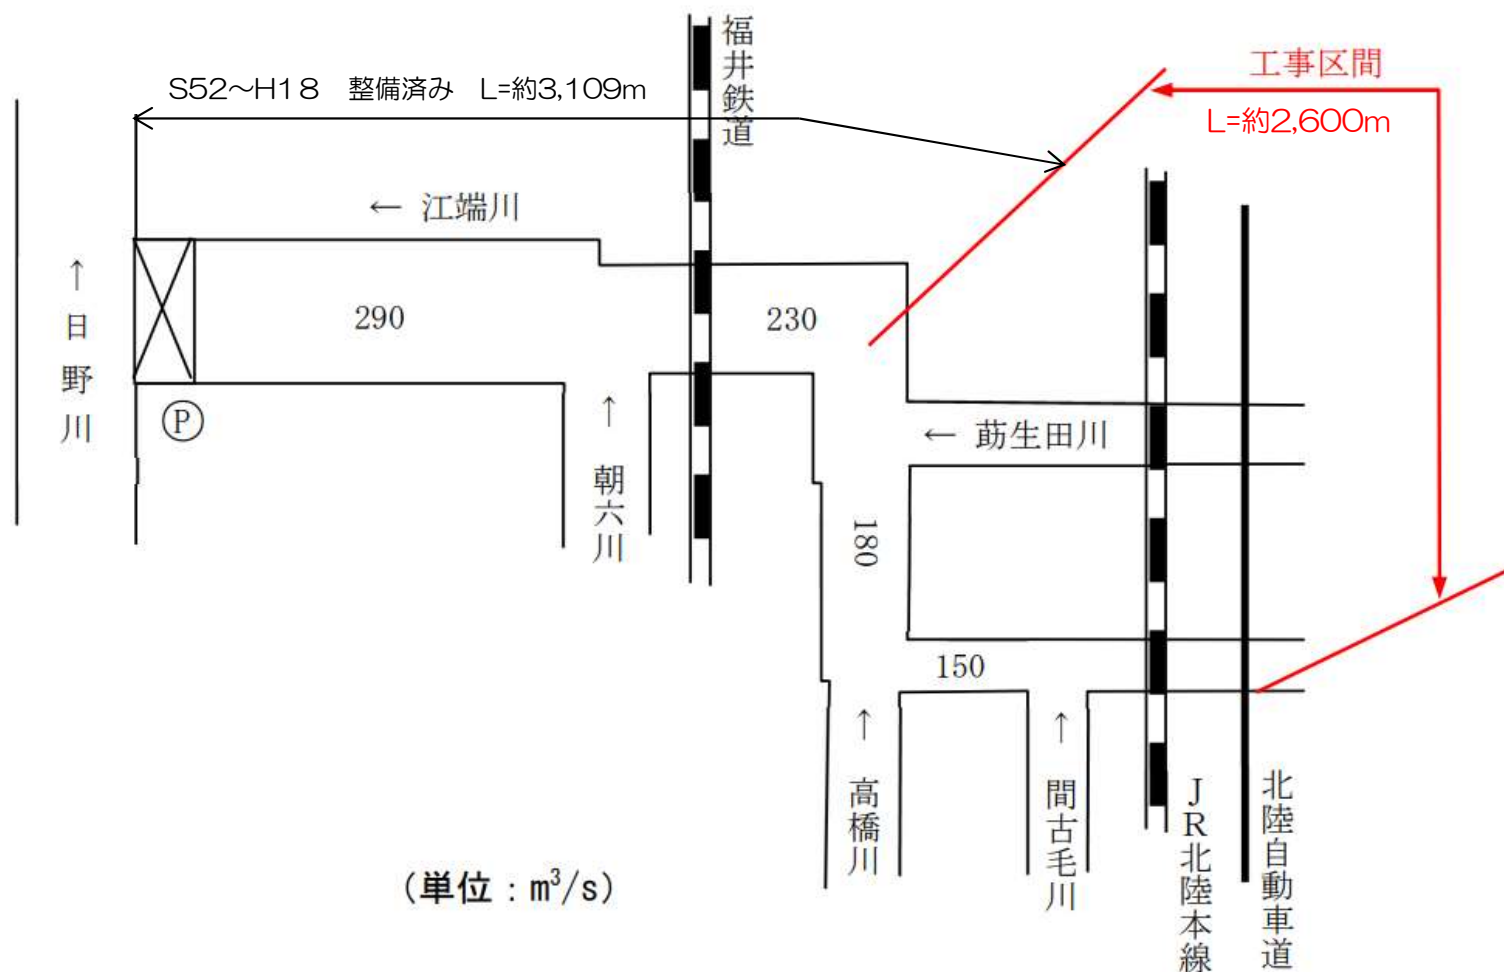 福井鉄道
工事区間
S52～H18　整備済み　L=約3,109m
L=約2,600m
← 江端川
↑日野川
290
230
Ⓟ
← 莇生田川
↑朝六川
180
150
↑高橋川
↑間古毛川
JR北陸本線
北陸自動車道
（単位：m³/s）